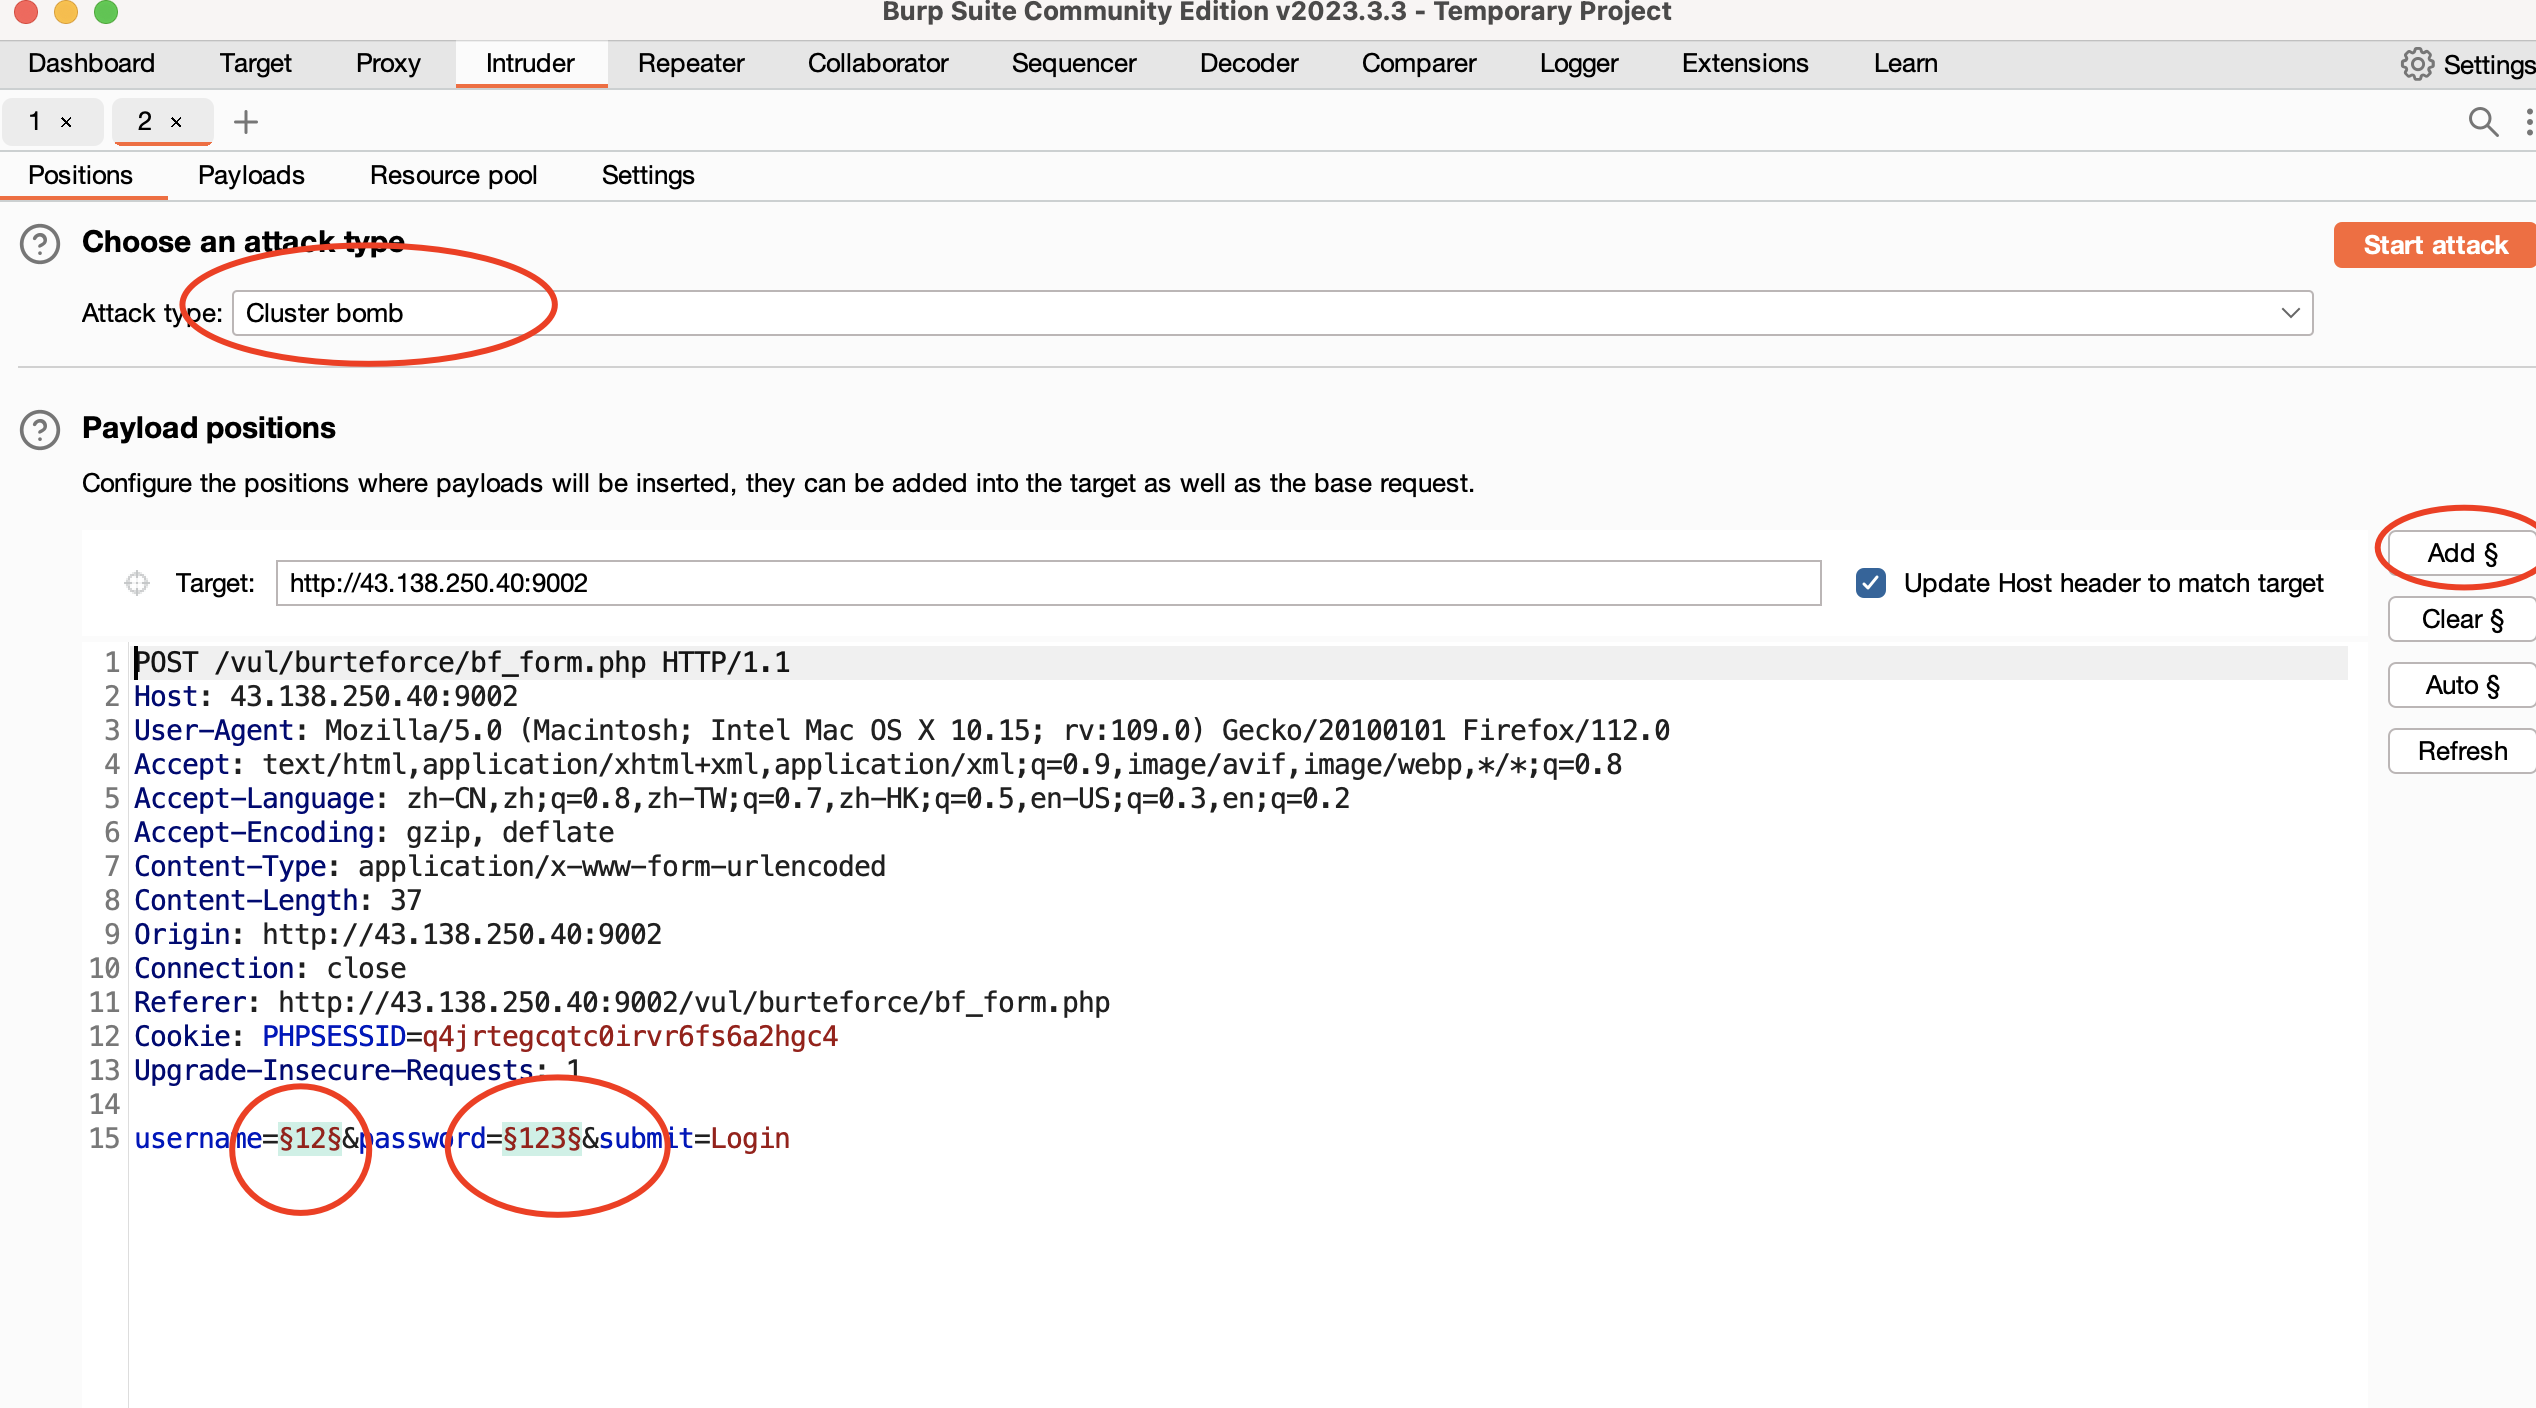 Burp Suite Community Edition v2023.3.3 - Temporary Project
Dashboard Target Proxy Intruder Repeater Collaborator Sequencer Decoder Comparer Logger Extensions Learn Settings
1 × 2 × +
Positions Payloads Resource pool Settings
? Choose an attack type
Start attack
Attack type: Cluster bomb
? Payload positions
Configure the positions where payloads will be inserted, they can be added into the target as well as the base request.
Add §
Target: http://43.138.250.40:9002 Update Host header to match target
Clear §
Auto §
Refresh
1 POST /vul/burteforce/bf_form.php HTTP/1.1
2 Host: 43.138.250.40:9002
3 User-Agent: Mozilla/5.0 (Macintosh; Intel Mac OS X 10.15; rv:109.0) Gecko/20100101 Firefox/112.0
4 Accept: text/html,application/xhtml+xml,application/xml;q=0.9,image/avif,image/webp,*/*;q=0.8
5 Accept-Language: zh-CN,zh;q=0.8,zh-TW;q=0.7,zh-HK;q=0.5,en-US;q=0.3,en;q=0.2
6 Accept-Encoding: gzip, deflate
7 Content-Type: application/x-www-form-urlencoded
8 Content-Length: 37
9 Origin: http://43.138.250.40:9002
10 Connection: close
11 Referer: http://43.138.250.40:9002/vul/burteforce/bf_form.php
12 Cookie: PHPSESSID=q4jrtegcqtc0irvr6fs6a2hgc4
13 Upgrade-Insecure-Requests: 1
14
15 username=§12§&password=§123§&submit=Login